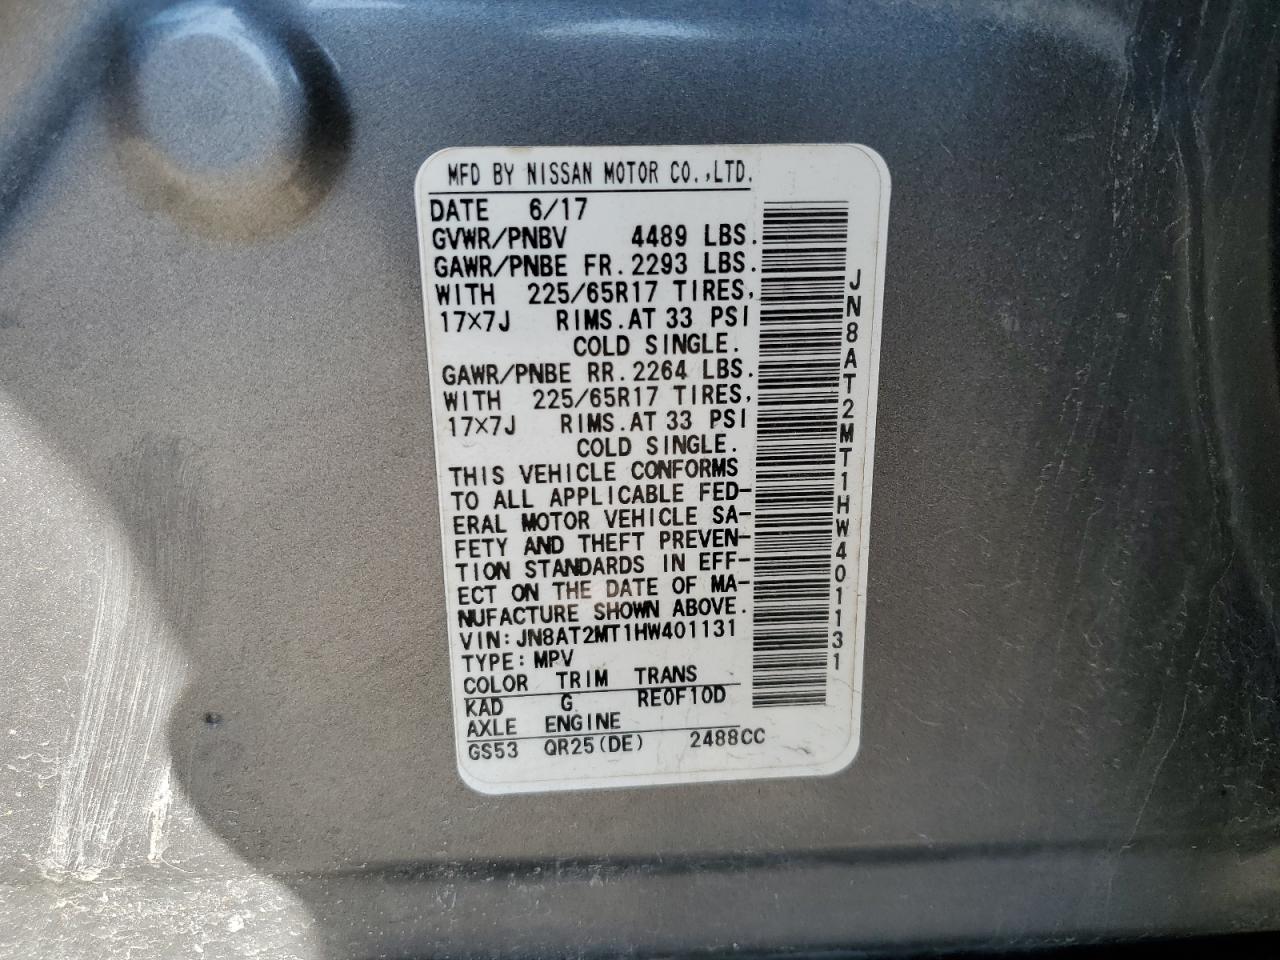 MFD BY NISSAN MOTOR CO.,LTD.
DATE 6/17
GVWR/PNBV 4489 LBS.
GAWR/PNBE FR.2293 LBS.
WITH 225/65R17 TIRES,
17×7J RIMS.AT 33 PSI
COLD SINGLE.
GAWR/PNBE RR.2264 LBS.
WITH 225/65R17 TIRES,
17×7J RIMS.AT 33 PSI
COLD SINGLE.
THIS VEHICLE CONFORMS
TO ALL APPLICABLE FED-
ERAL MOTOR VEHICLE SA-
FETY AND THEFT PREVEN-
TION STANDARDS IN EFF-
ECT ON THE DATE OF MA-
NUFACTURE SHOWN ABOVE.
VIN:JN8AT2MT1HW401131
TYPE:MPV
COLOR TRIM TRANS
KAD G RE0F10D
AXLE ENGINE
GS53 QR25(DE) 2488CC
JN8AT2MT1HW401131